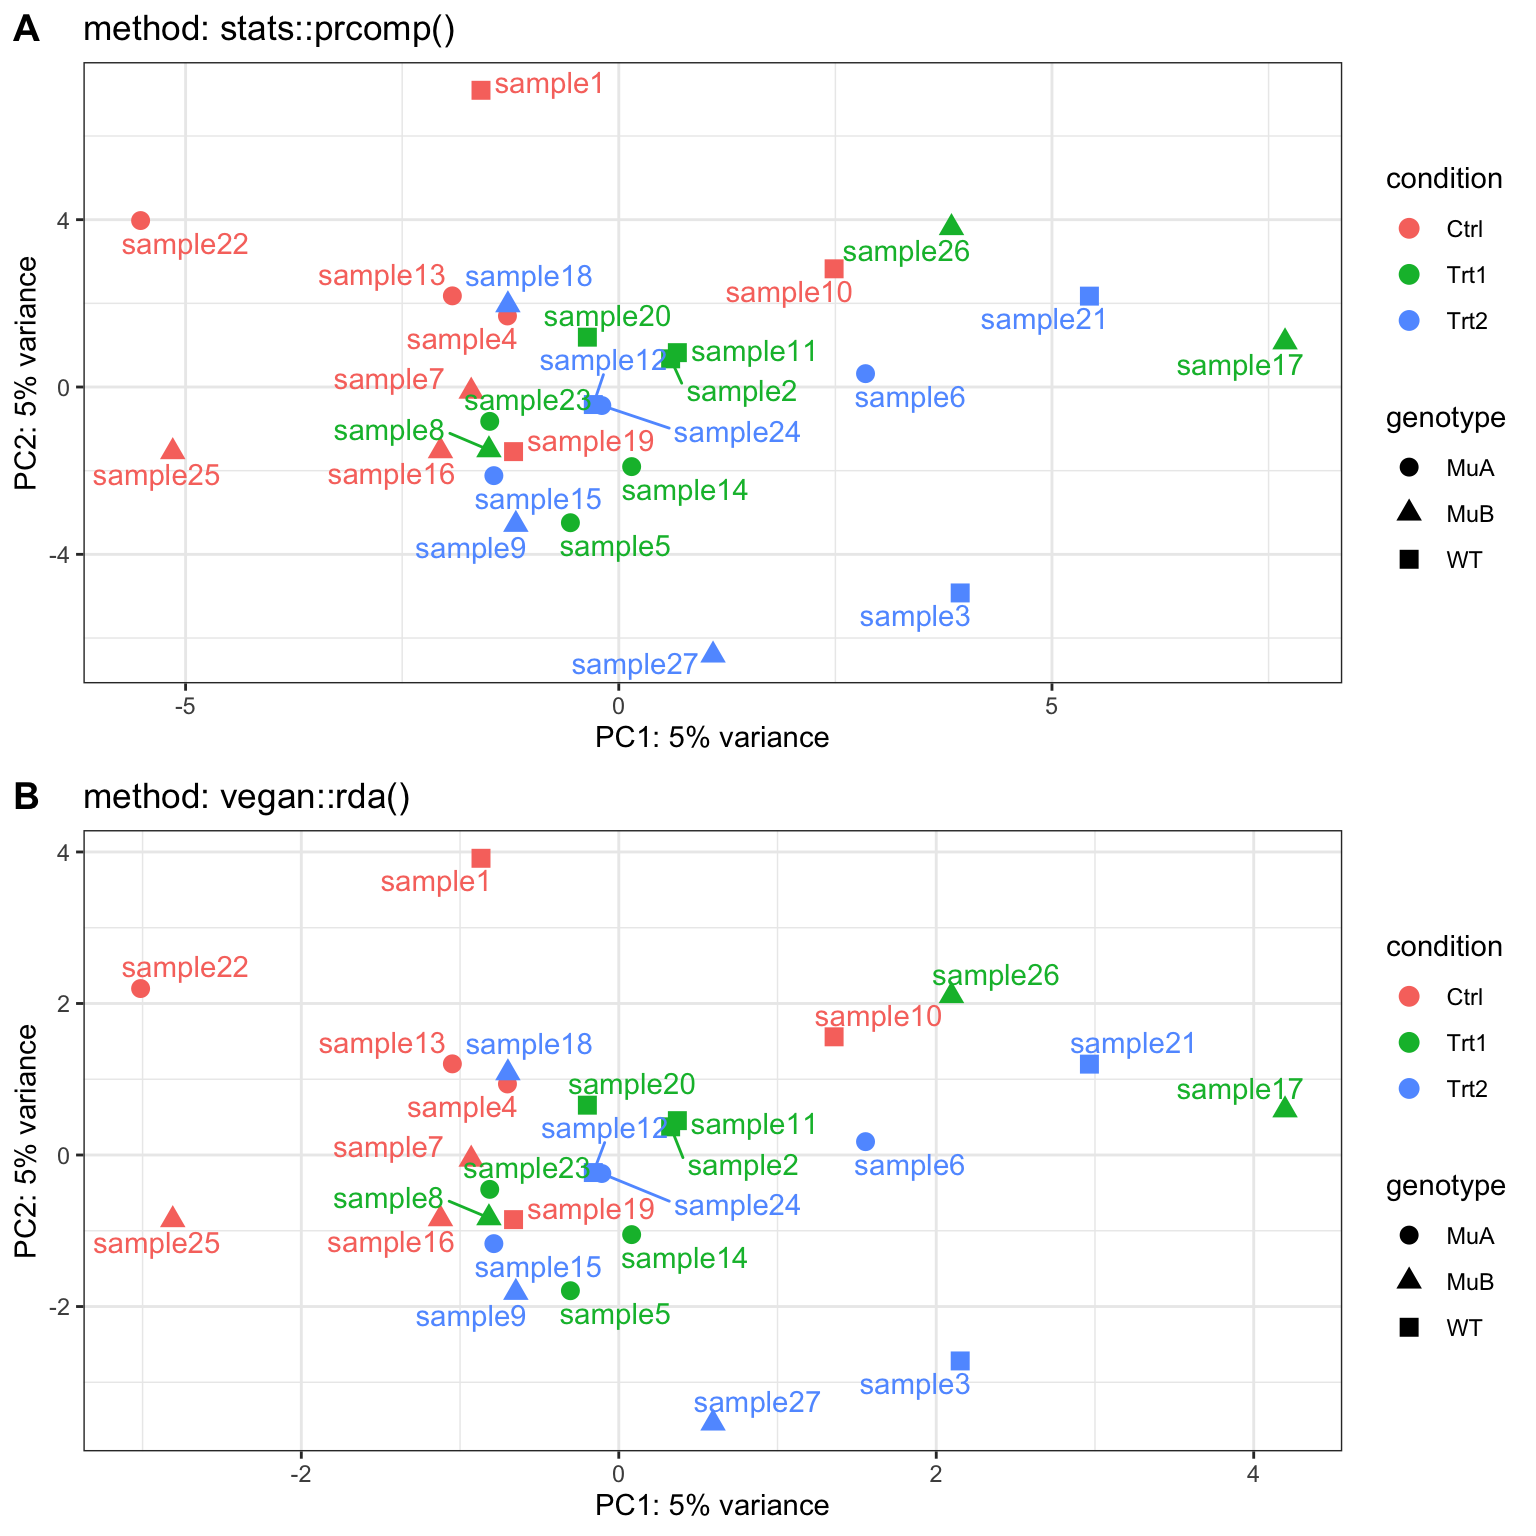 A method: stats::prcomp()
sample1
sample22
sample13 sample18
sample26
sample10
sample4
sample20
sample21
sample12 sample11
sample7
sample17
sample23
sample2
sample6
sample8
sample24
sample25
sample16
sample19
sample15
sample14
sample9
sample5
sample3
sample27
4
0
-4
PC2: 5% variance
-5 0 5
PC1: 5% variance
condition
Ctrl
Trt1
Trt2
genotype
MuA
MuB
WT
B method: vegan::rda()
sample1
sample22
sample26
sample10
sample13 sample18
sample21
sample4
sample20
sample17
sample12 sample11
sample7
sample23
sample2
sample6
sample8
sample24
sample25
sample16
sample19
sample15
sample14
sample9
sample5
sample3
sample27
4
2
0
-2
PC2: 5% variance
-2 0 2 4
PC1: 5% variance
condition
Ctrl
Trt1
Trt2
genotype
MuA
MuB
WT